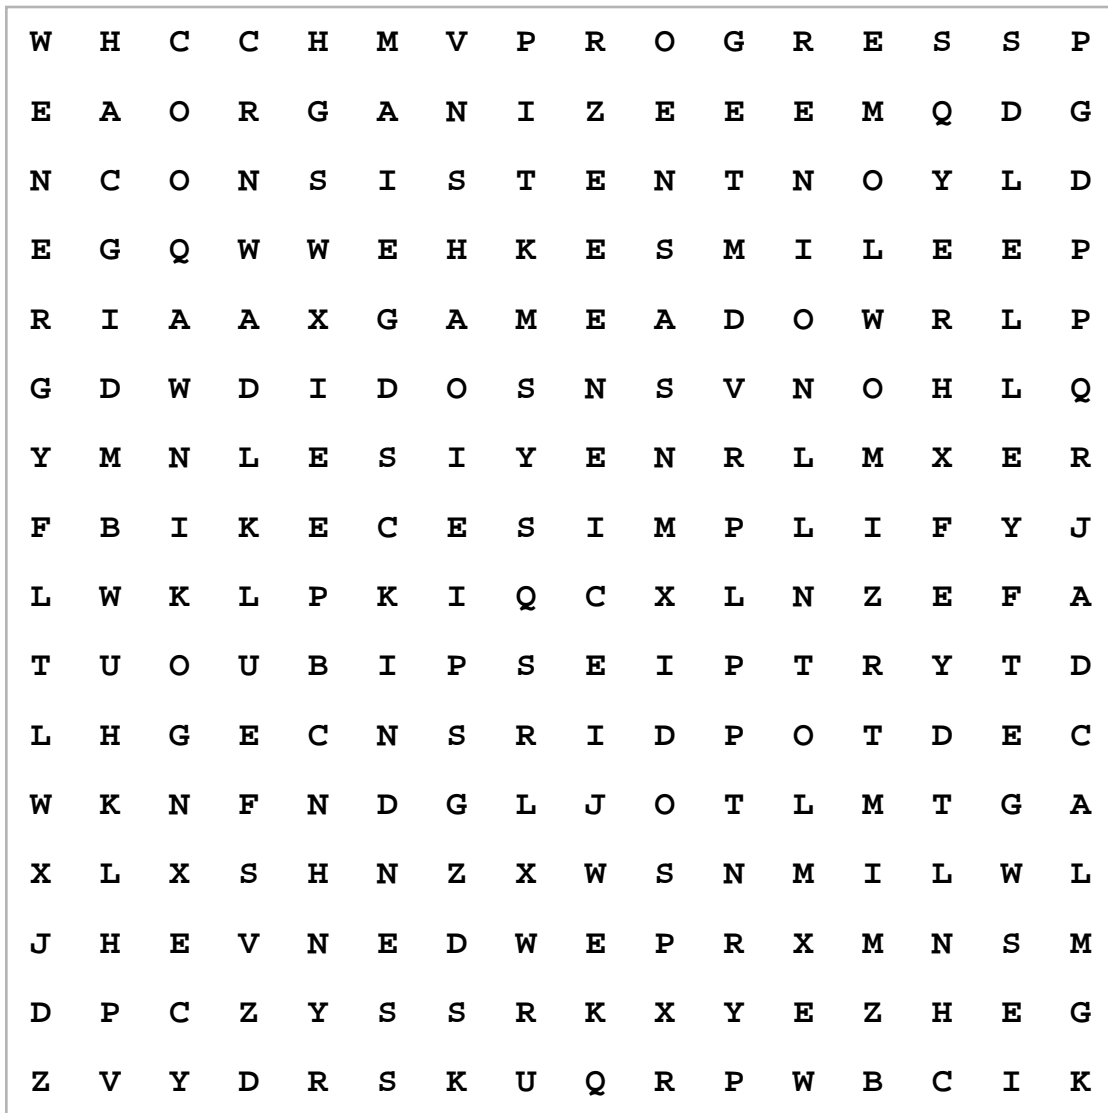 W H C C H M V P R O G R E S S P
E A O R G A N I Z E E E M Q D G
N C O N S I S T E N T N O Y L D
E G Q W W E H K E S M I L E E P
R I A A X G A M E A D O W R L P
G D W D I D O S N S V N O H L Q
Y M N L E S I Y E N R L M X E R
F B I K E C E S I M P L I F Y J
L W K L P K I Q C X L N Z E F A
T U O U B I P S E I P T R Y T D
L H G E C N S R I D P O T D E C
W K N F N D G L J O T L M T G A
X L X S H N Z X W S N M I L W L
J H E V N E D W E P R X M N S M
D P C Z Y S S R K X Y E Z H E G
Z V Y D R S K U Q R P W B C I K